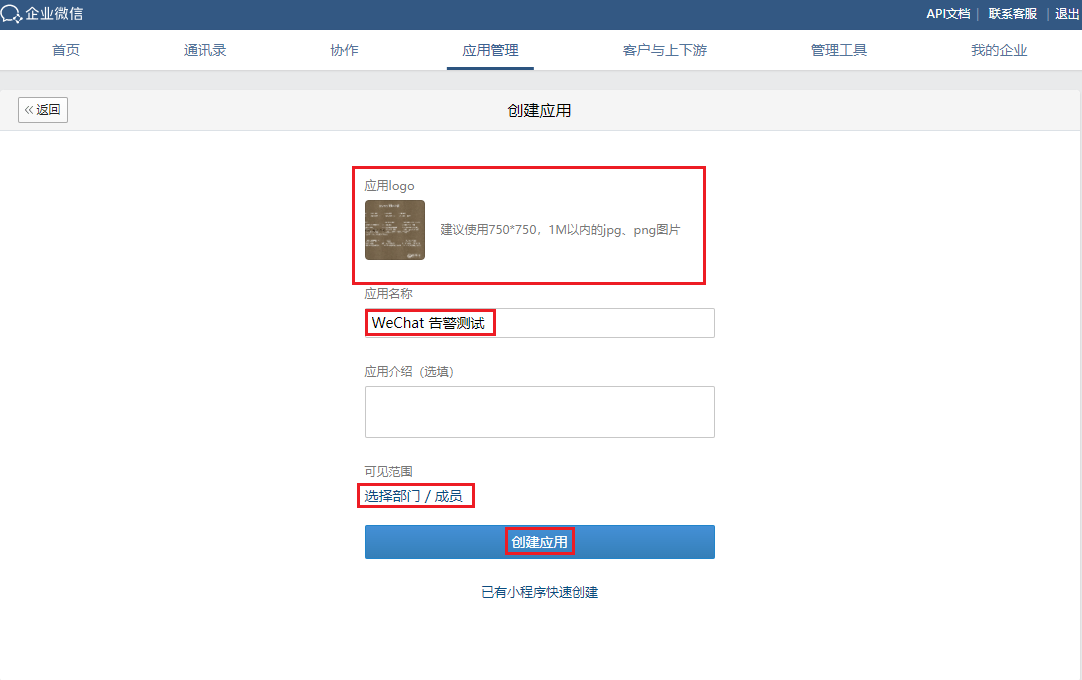 企业微信
API文档 | 联系客服 | 退出
首页 通讯录 协作 应用管理 客户与上下游 管理工具 我的企业
«返回 创建应用
应用logo
建议使用750*750，1M以内的jpg、png图片
应用名称
WeChat 告警测试
应用介绍（选填）
可见范围
选择部门 / 成员
创建应用
已有小程序快速创建